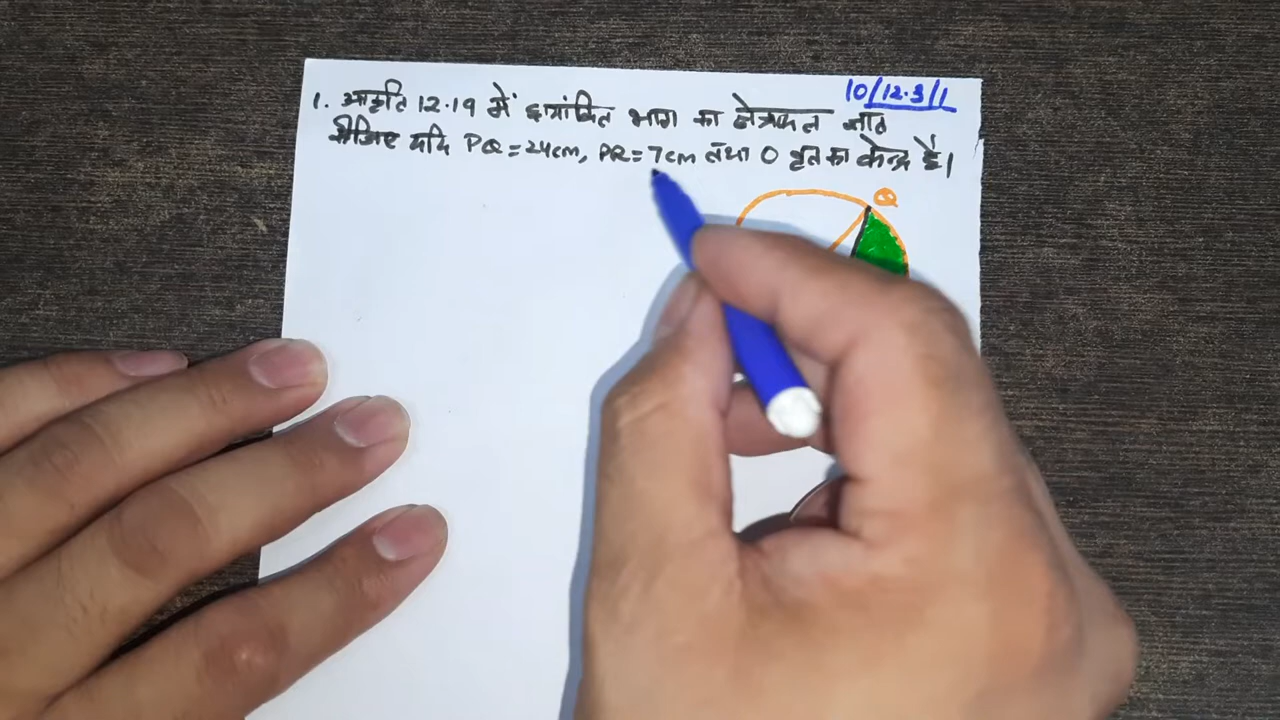 10/12.3/1
1. आकृति 12.19 में छायांकित भाग का क्षेत्रफल ज्ञात
कीजिए यदि PQ = 24cm, PR = 7cm तथा O वृत का केन्द्र है।
Q